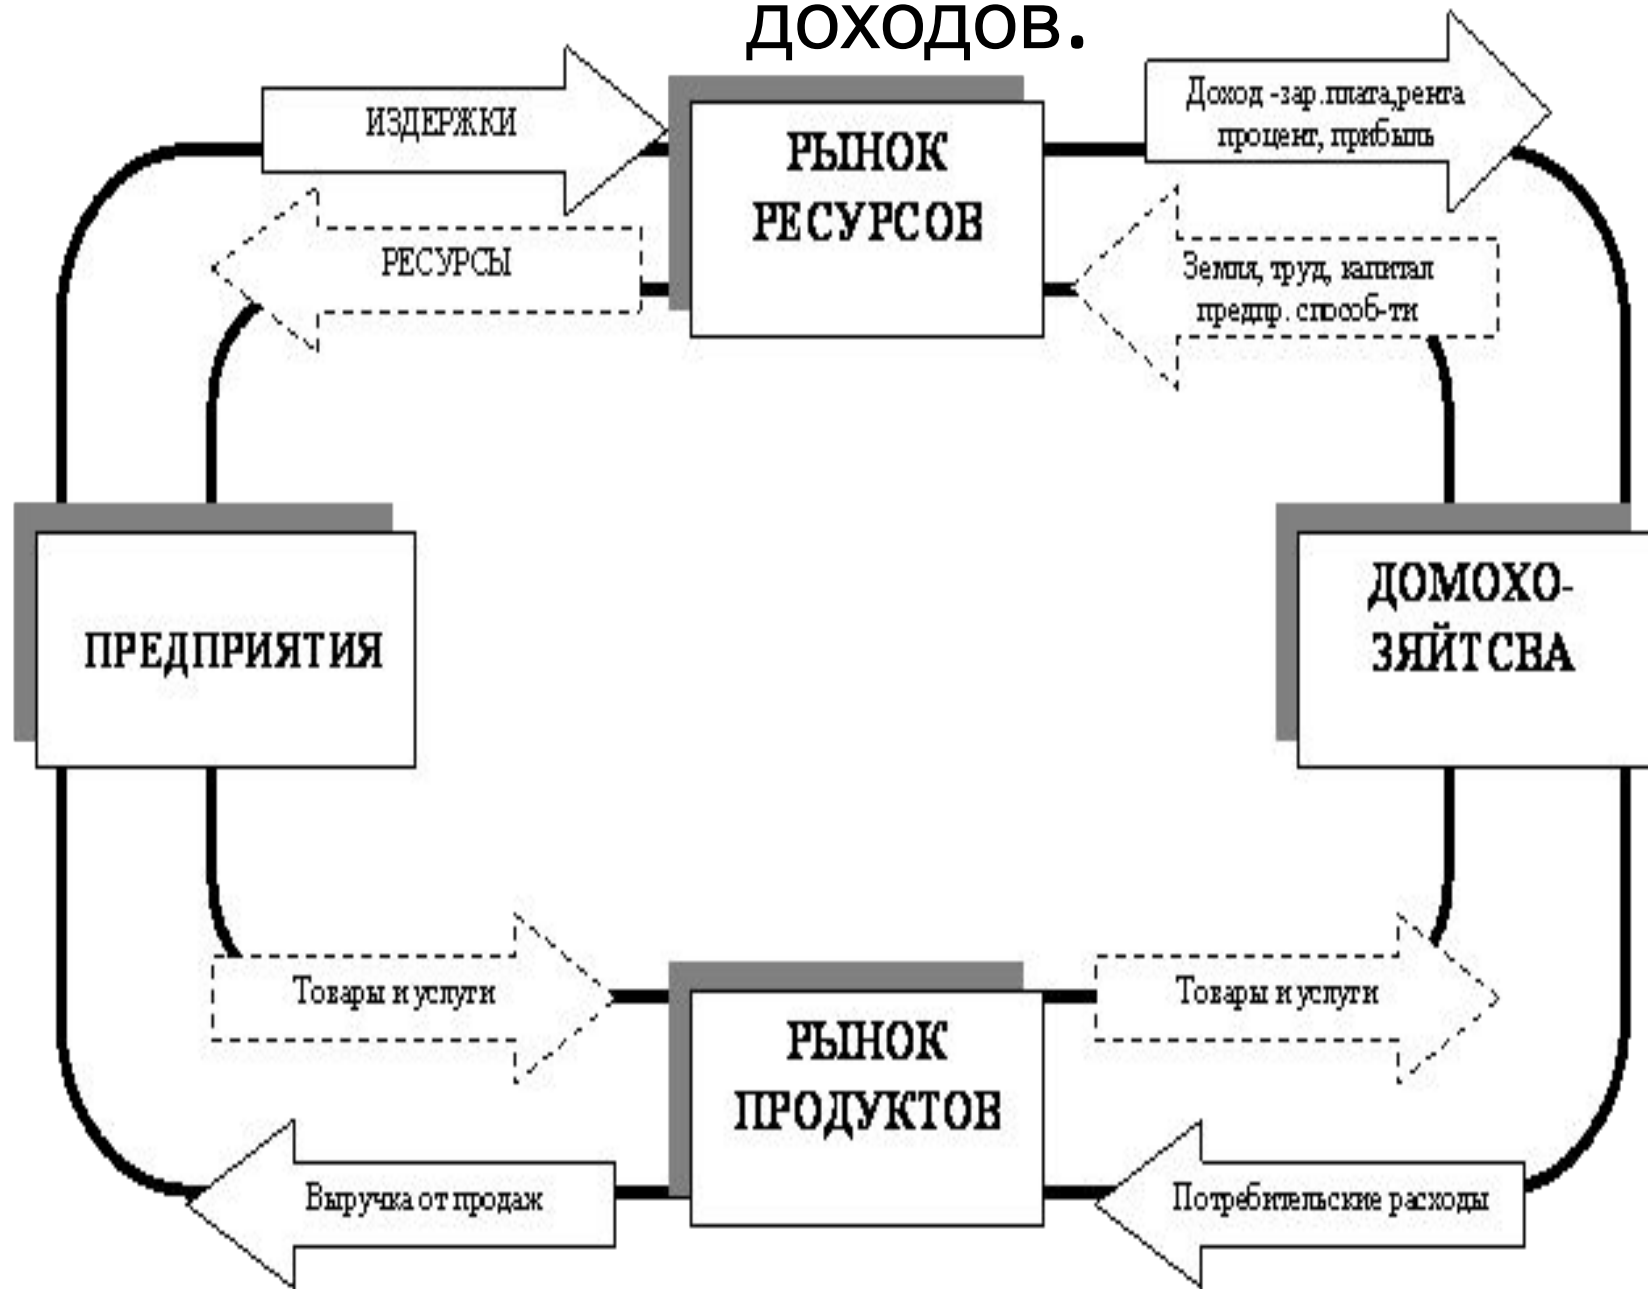 доходов.
ИЗДЕРЖКИ
РЫНОК
РЕСУРСОВ
Доход -зар.плата,рента
процент, прибыль
РЕСУРСЫ
Земля, труд, капитал
предпр. способ-ти
ПРЕДПРИЯТИЯ
ДОМОХО-
ЗЯЙТСВА
Товары и услуги
РЫНОК
ПРОДУКТОВ
Товары и услуги
Выручка от продаж
Потребительские расходы